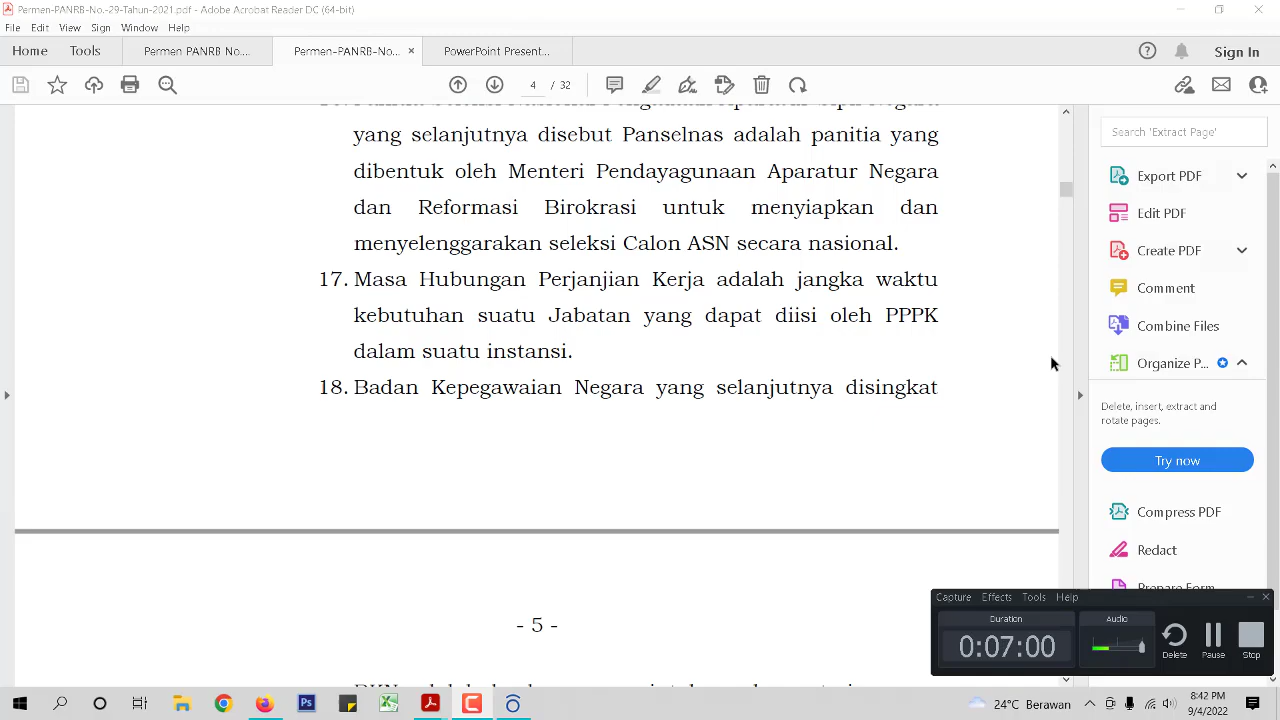 Permen-PANRB-No.-29-Tahun-2021.pdf - Adobe Acrobat Reader DC (64-bit)
File Edit View Sign Window Help
Home Tools Permen PANRB No... Permen-PANRB-No... × PowerPoint Present... Sign In
4 / 32
yang selanjutnya disebut Panselnas adalah panitia yang
dibentuk oleh Menteri Pendayagunaan Aparatur Negara
dan Reformasi Birokrasi untuk menyiapkan dan
menyelenggarakan seleksi Calon ASN secara nasional.
17. Masa Hubungan Perjanjian Kerja adalah jangka waktu
kebutuhan suatu Jabatan yang dapat diisi oleh PPPK
dalam suatu instansi.
18. Badan Kepegawaian Negara yang selanjutnya disingkat
- 5 -
Search 'Extract Page'
Export PDF
Edit PDF
Create PDF
Comment
Combine Files
Organize P...
Delete, insert, extract and
rotate pages.
Try now
Compress PDF
Redact
Prepare Form
Capture Effects Tools Help
Duration
0:07:00
Audio
Delete Pause Stop
24°C Berawan
8:42 PM
9/4/2022